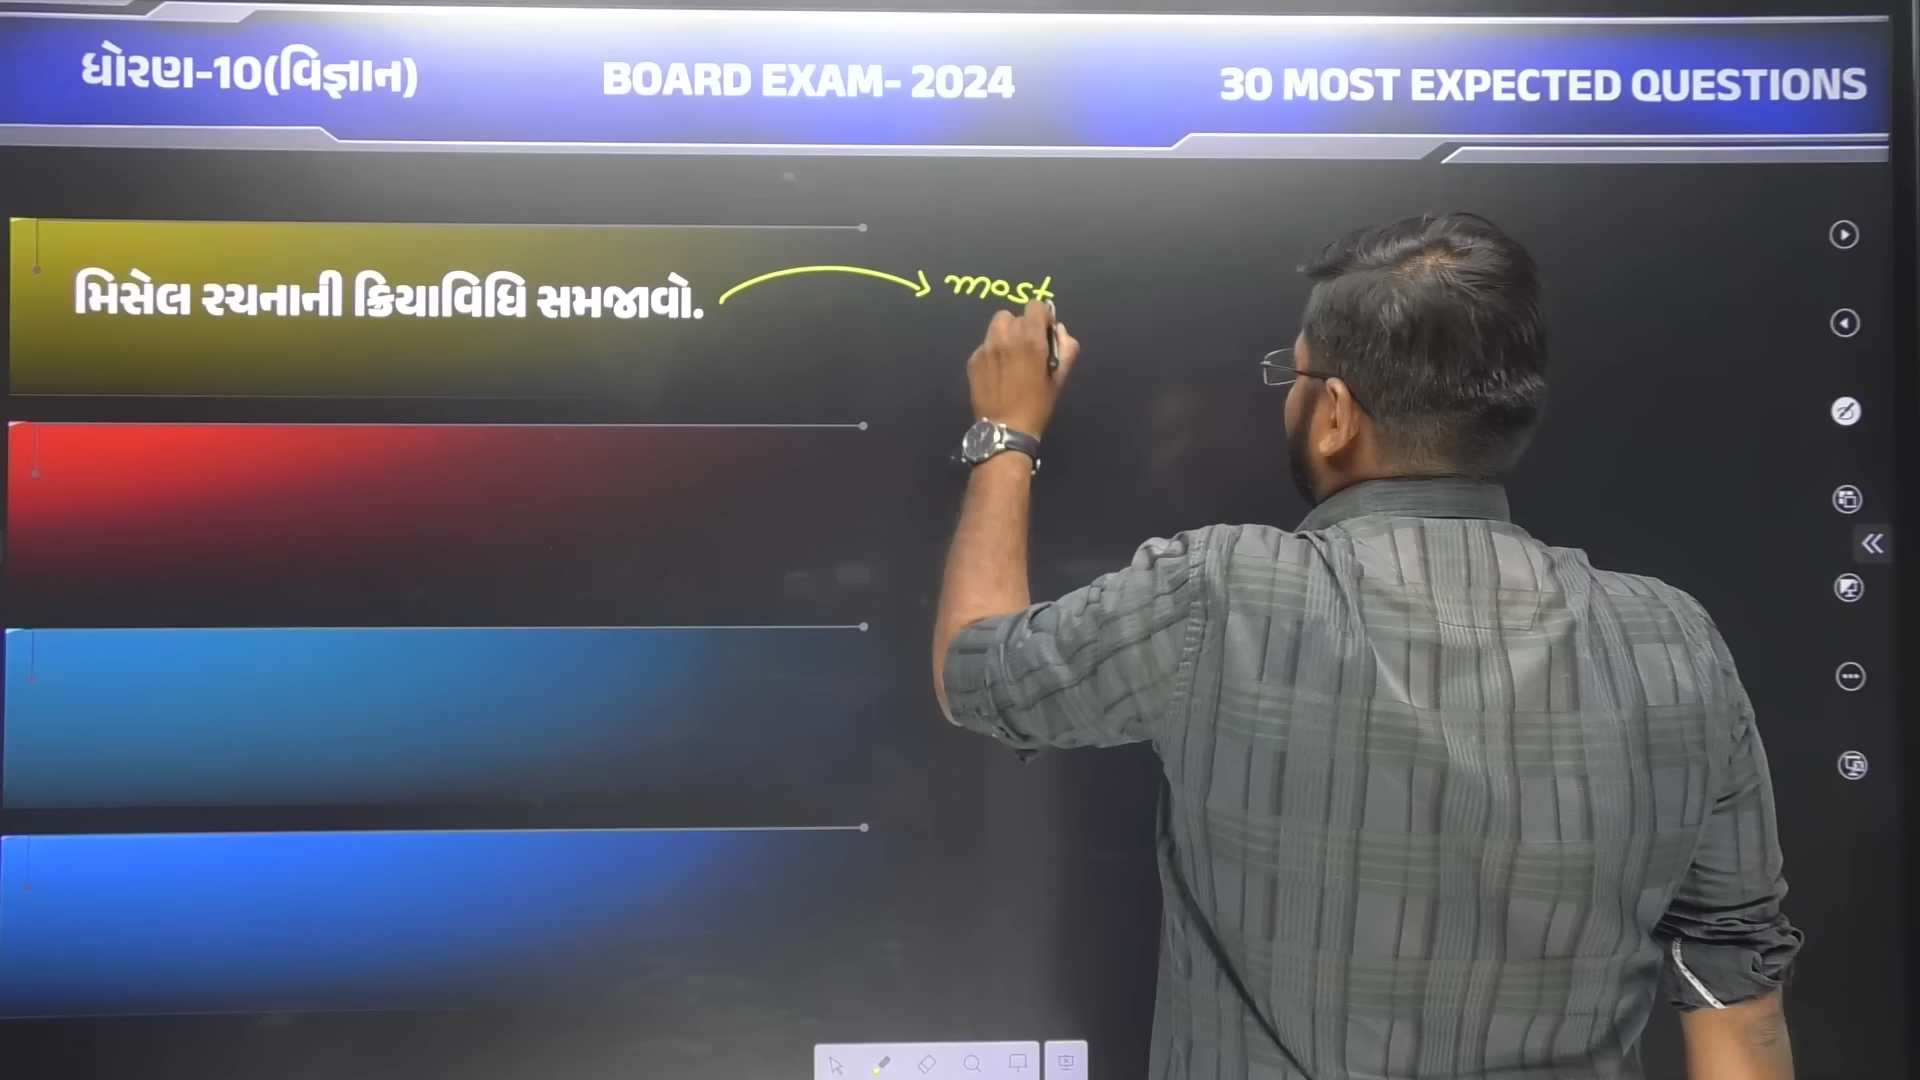 ધોરણ-10(વિજ્ઞાન)
BOARD EXAM- 2024
30 MOST EXPECTED QUESTIONS
મિસેલ રચનાની ક્રિયાવિધિ સમજાવો.
most